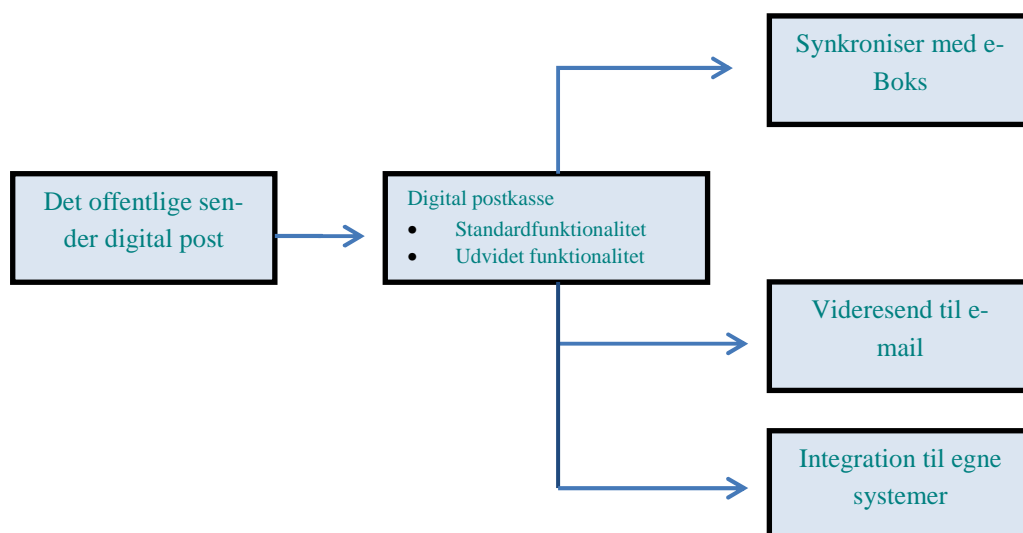 Synkroniser med e-
Boks
Det offentlige sen-
der digital post
Digital postkasse
• Standardfunktionalitet
• Udvidet funktionalitet
Videresend til e-
mail
Integration til egne
systemer